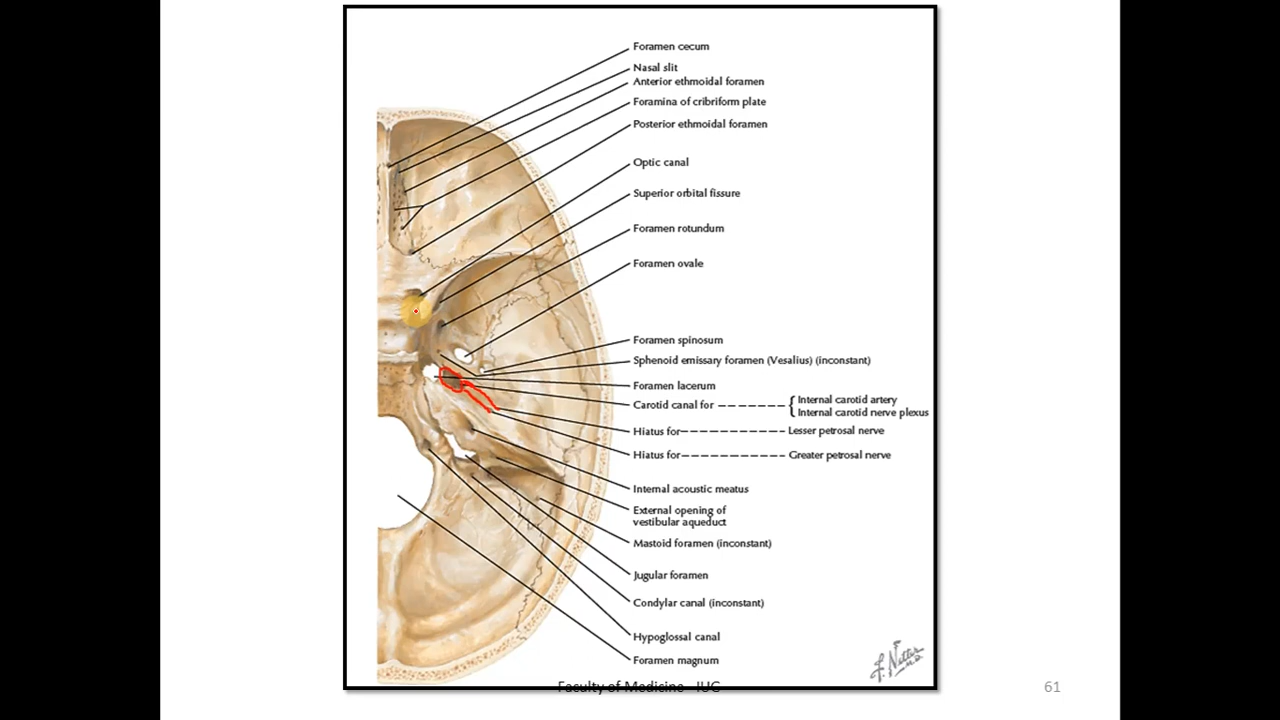 Foramen cecum
Nasal slit
Anterior ethmoidal foramen
Foramina of cribriform plate
Posterior ethmoidal foramen
Optic canal
Superior orbital fissure
Foramen rotundum
Foramen ovale
Foramen spinosum
Sphenoid emissary foramen (Vesalius) (inconstant)
Foramen lacerum
Carotid canal for { Internal carotid artery
Internal carotid nerve plexus
Hiatus for Lesser petrosal nerve
Hiatus for Greater petrosal nerve
Internal acoustic meatus
External opening of
vestibular aqueduct
Mastoid foramen (inconstant)
Jugular foramen
Condylar canal (inconstant)
Hypoglossal canal
Foramen magnum
F. Netter
M.D.
Faculty of Medicine - IUG
61